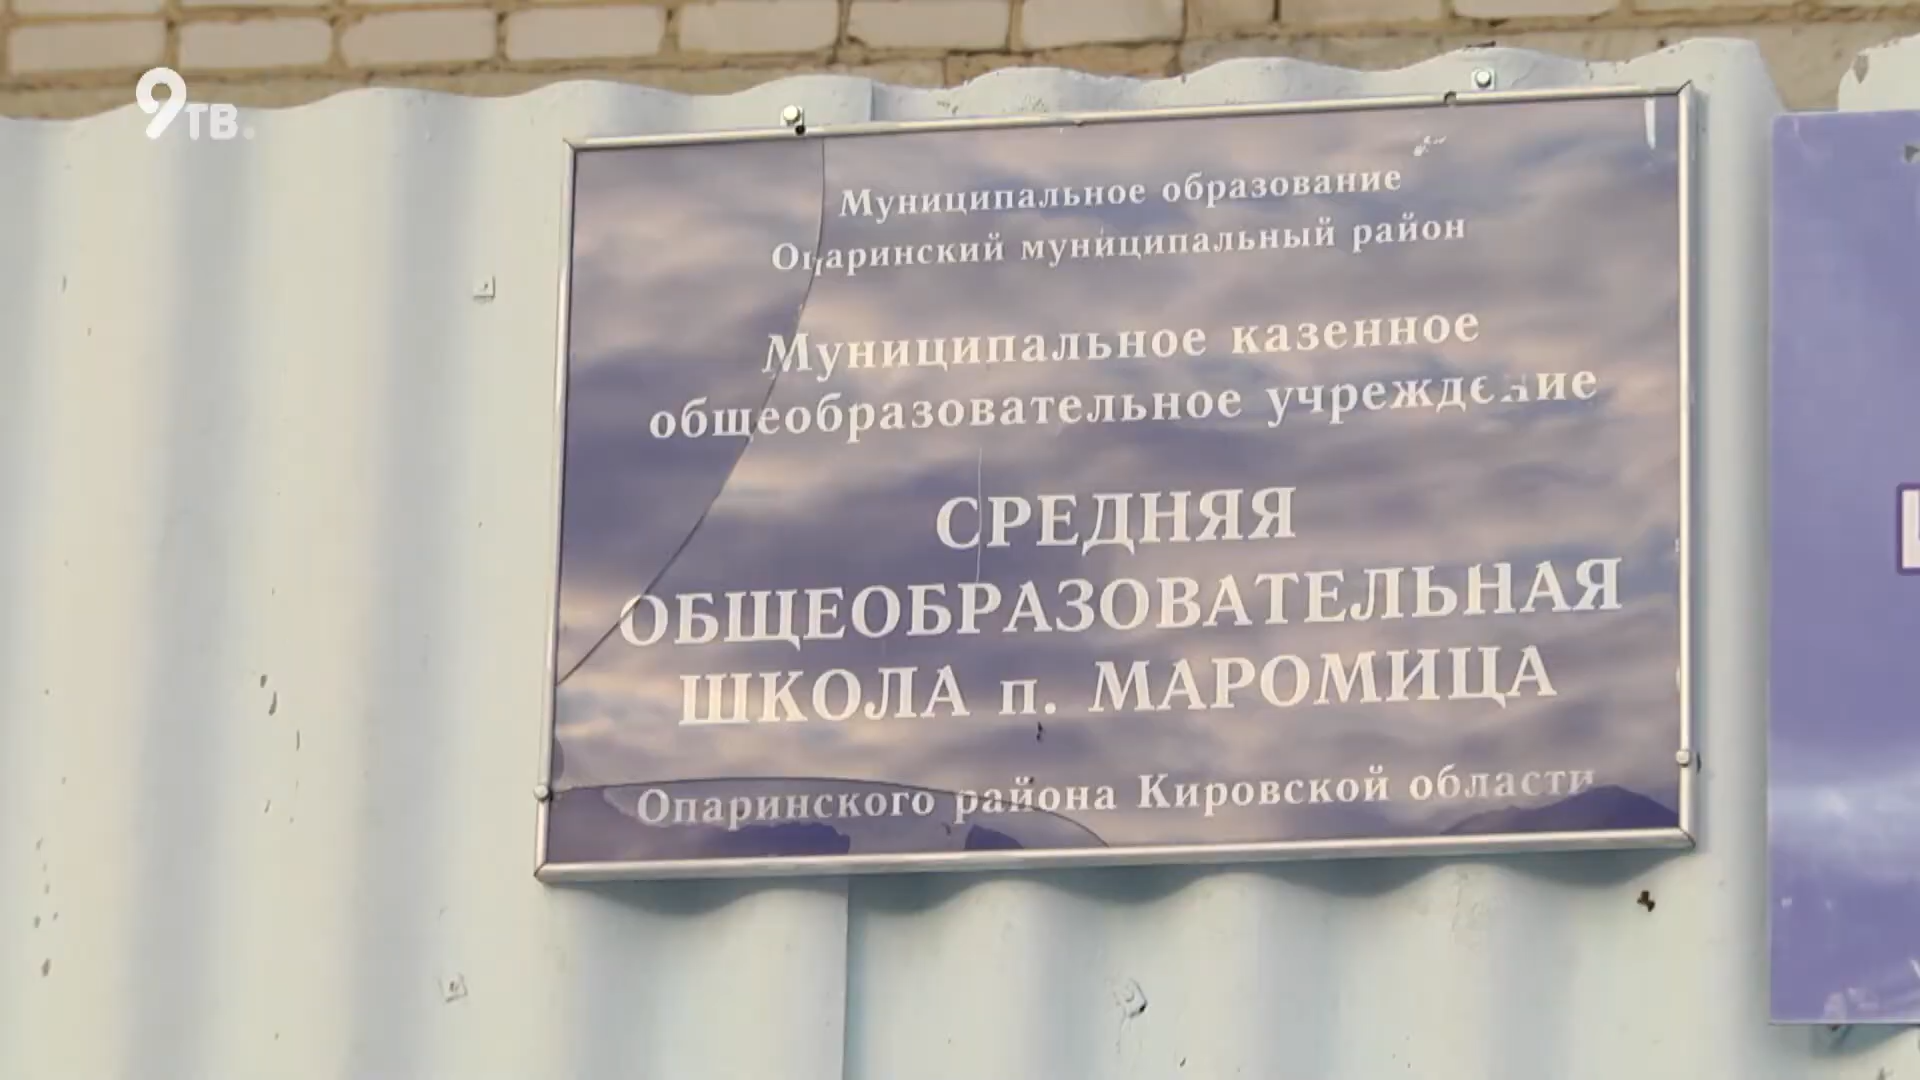 9ТВ.
Муниципальное образование
Опаринский муниципальный район
Муниципальное казенное
общеобразовательное учреждение
СРЕДНЯЯ
ОБЩЕОБРАЗОВАТЕЛЬНАЯ
ШКОЛА п. МАРОМИЦА
Опаринского района Кировской области